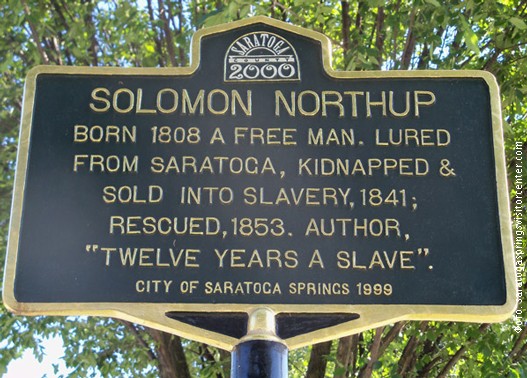 SARATOGA
COUNTY
2000
SOLOMON NORTHUP
BORN 1808 A FREE MAN. LURED
FROM SARATOGA, KIDNAPPED &
SOLD INTO SLAVERY, 1841;
RESCUED, 1853. AUTHOR,
"TWELVE YEARS A SLAVE".
CITY OF SARATOGA SPRINGS 1999